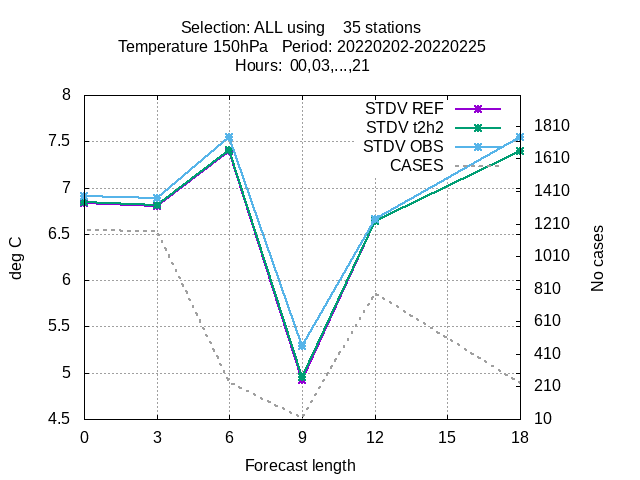 Selection: ALL using    35 stations
Temperature 150hPa   Period: 20220202-20220225
Hours: 00,03,...,21
STDV REF
STDV t2h2
STDV OBS
CASES
deg C
8
7.5
7
6.5
6
5.5
5
4.5
No cases
1810
1610
1410
1210
1010
810
610
410
210
10
0 3 6 9 12 15 18
Forecast length